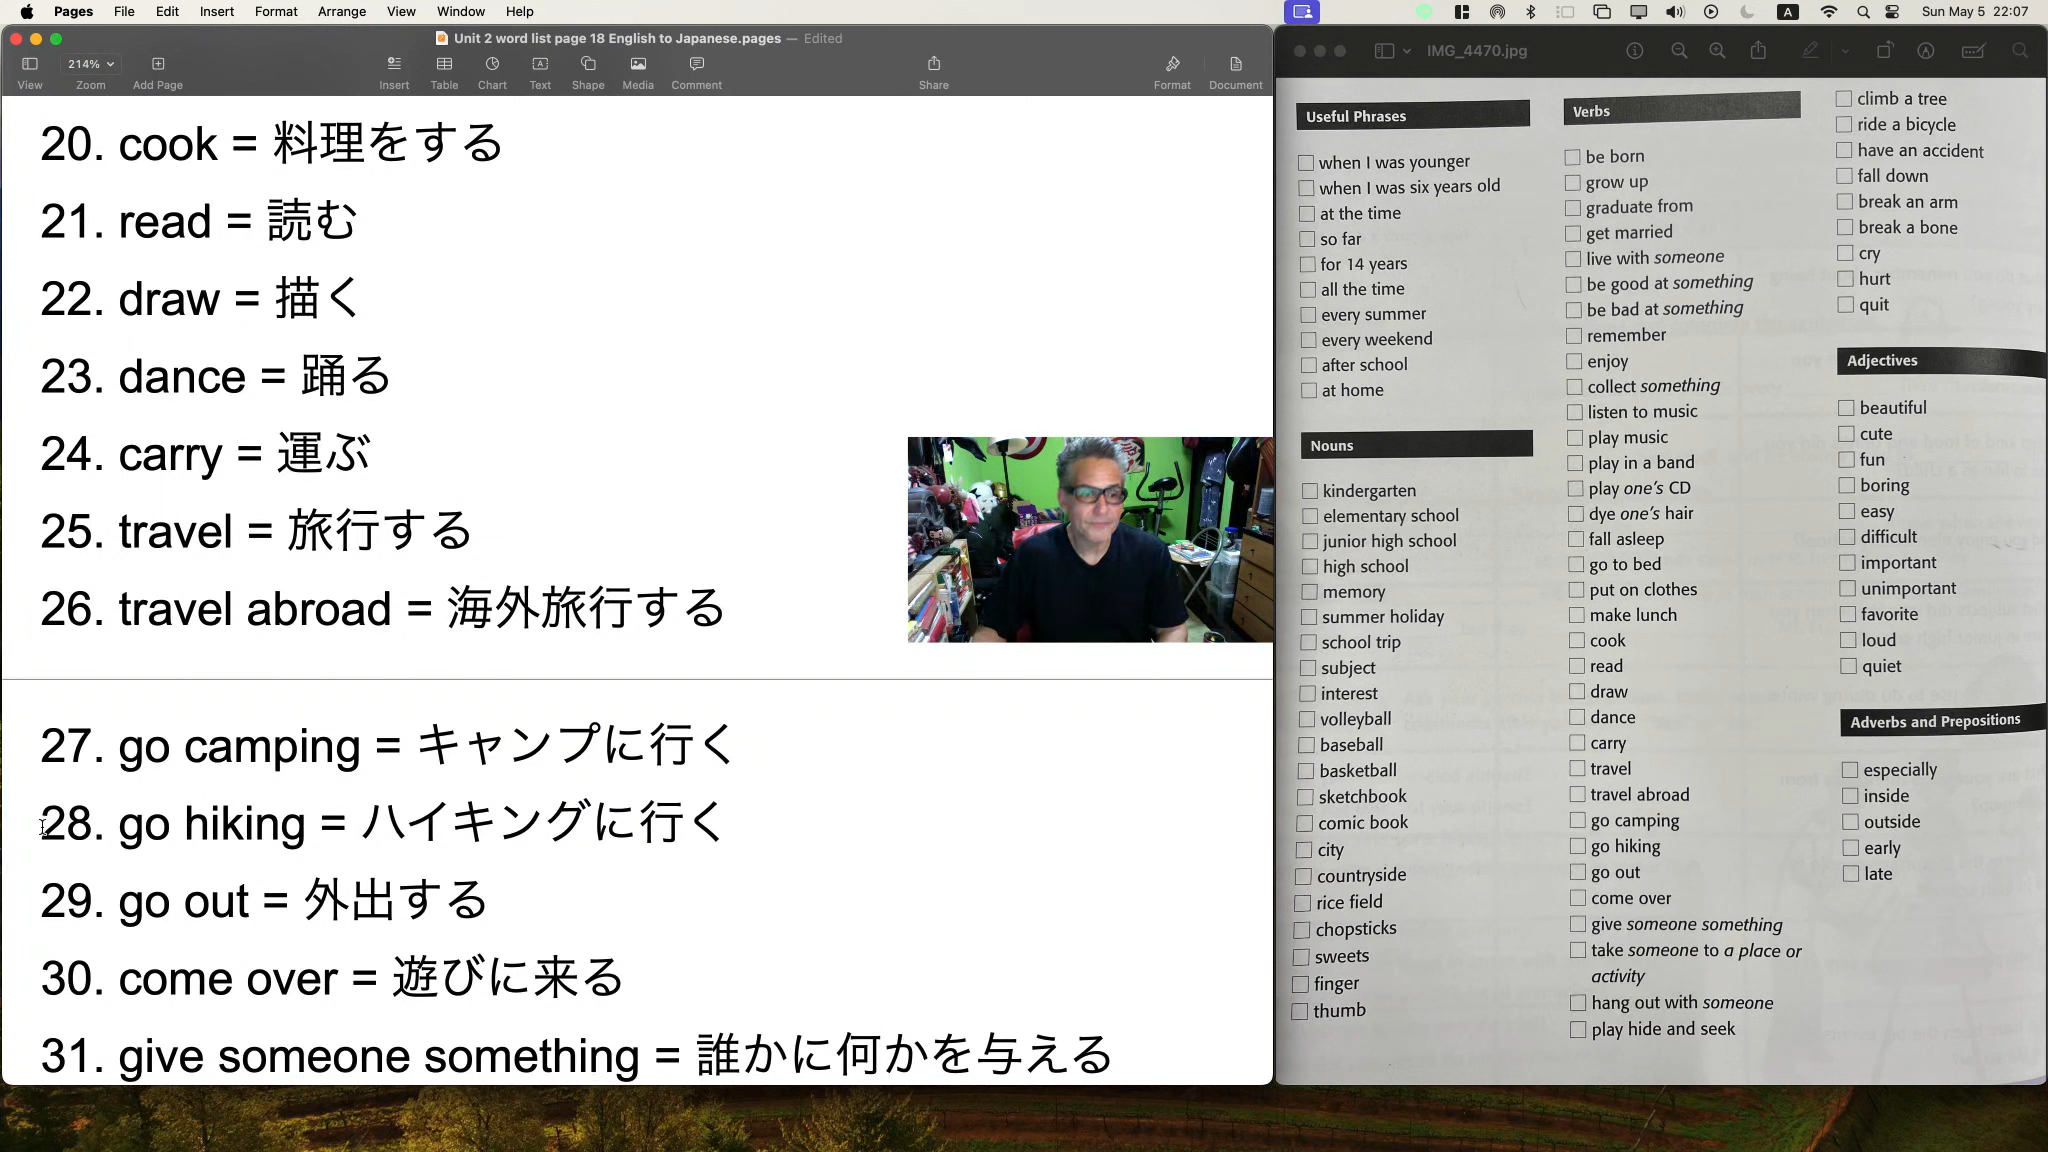 Pages File Edit Insert Format Arrange View Window Help
A Sun May 5 22:07
Unit 2 word list page 18 English to Japanese.pages — Edited
214%
View Zoom Add Page Insert Table Chart Text Shape Media Comment Share Format Document
20. cook = 料理をする
21. read = 読む
22. draw = 描く
23. dance = 踊る
24. carry = 運ぶ
25. travel = 旅行する
26. travel abroad = 海外旅行する
27. go camping = キャンプに行く
28. go hiking = ハイキングに行く
29. go out = 外出する
30. come over = 遊びに来る
31. give someone something = 誰かに何かを与える
IMG_4470.jpg
Useful Phrases
when I was younger
when I was six years old
at the time
so far
for 14 years
all the time
every summer
every weekend
after school
at home
Nouns
kindergarten
elementary school
junior high school
high school
memory
summer holiday
school trip
subject
interest
volleyball
baseball
basketball
sketchbook
comic book
city
countryside
rice field
chopsticks
sweets
finger
thumb
Verbs
be born
grow up
graduate from
get married
live with someone
be good at something
be bad at something
remember
enjoy
collect something
listen to music
play music
play in a band
play one's CD
dye one's hair
fall asleep
go to bed
put on clothes
make lunch
cook
read
draw
dance
carry
travel
travel abroad
go camping
go hiking
go out
come over
give someone something
take someone to a place or
activity
hang out with someone
play hide and seek
climb a tree
ride a bicycle
have an accident
fall down
break an arm
break a bone
cry
hurt
quit
Adjectives
beautiful
cute
fun
boring
easy
difficult
important
unimportant
favorite
loud
quiet
Adverbs and Prepositions
especially
inside
outside
early
late